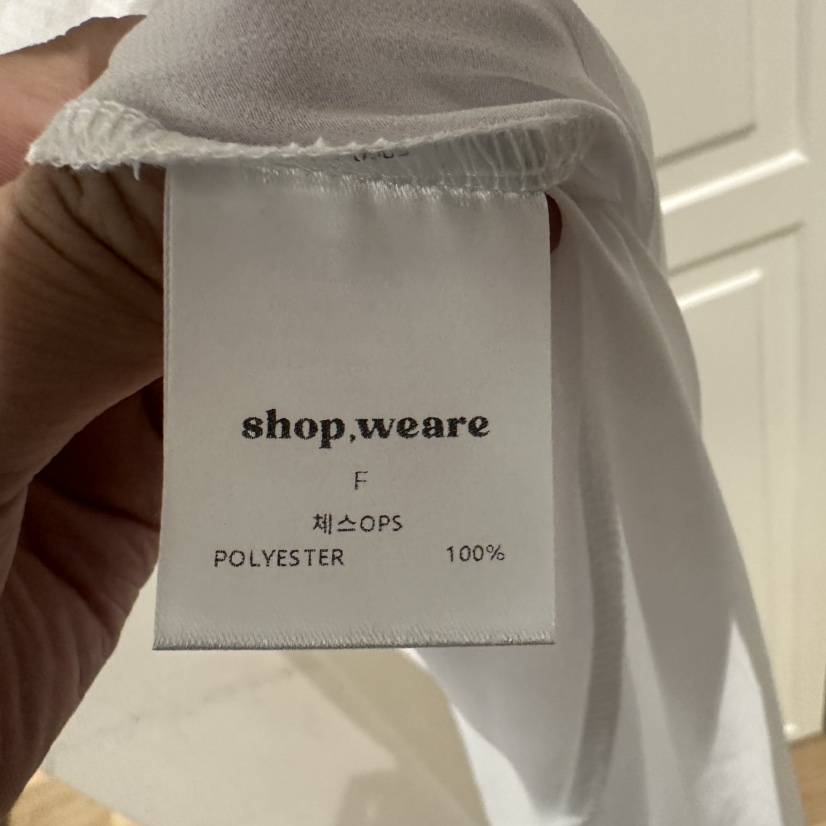 shop,weare
F
체스OPS
POLYESTER 100%